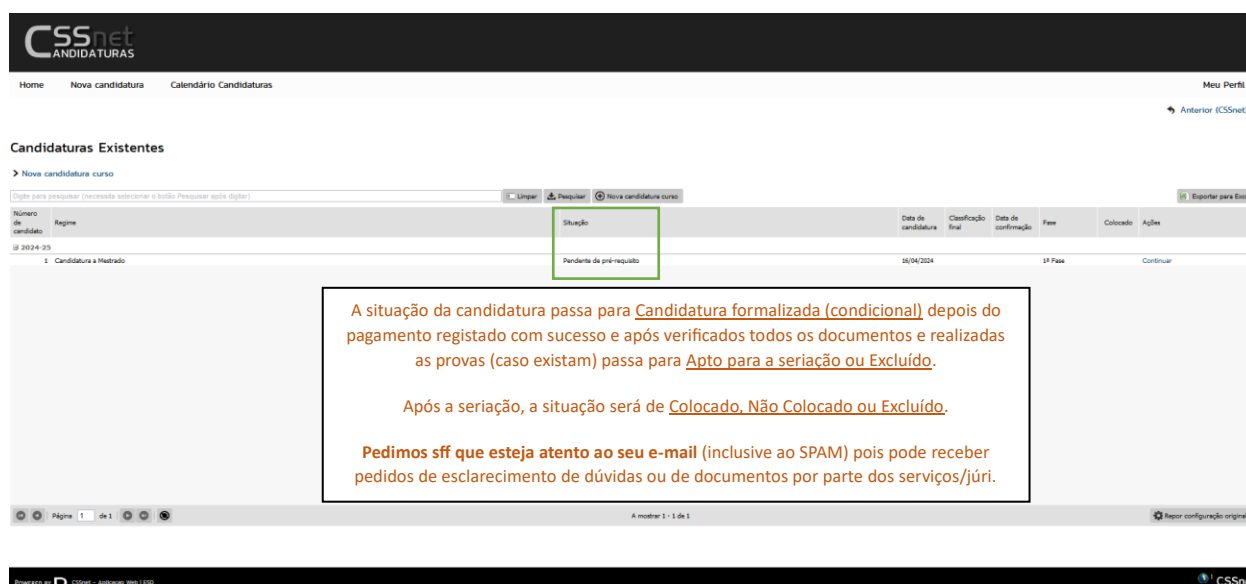 CSSnet
CANDIDATURAS
Home Nova candidatura Calendário Candidaturas Meu Perfil
Anterior (CSSnet)
Candidaturas Existentes
Nova candidatura curso
Digite para pesquisar (necessita selecionar o botão Pesquisar após digitar) Limpar Pesquisar Nova candidatura curso Exportar para Exc
Número de candidato Regime Situação Data de candidatura Classificação final Data de confirmação Fase Colocado Ações
2024-25
1 Candidatura a Mestrado Pendente de pré-requisito 16/04/2024 1ª Fase Continuar
A situação da candidatura passa para Candidatura formalizada (condicional) depois do
pagamento registado com sucesso e após verificados todos os documentos e realizadas
as provas (caso existam) passa para Apto para a seriação ou Excluído.
Após a seriação, a situação será de Colocado, Não Colocado ou Excluído.
Pedimos sff que esteja atento ao seu e-mail (inclusive ao SPAM) pois pode receber
pedidos de esclarecimento de dúvidas ou de documentos por parte dos serviços/júri.
Página 1 de 1 A mostrar 1 - 1 de 1 Repor configuração original
Powered by CSSnet - Aplicação Web | ESD CSSn